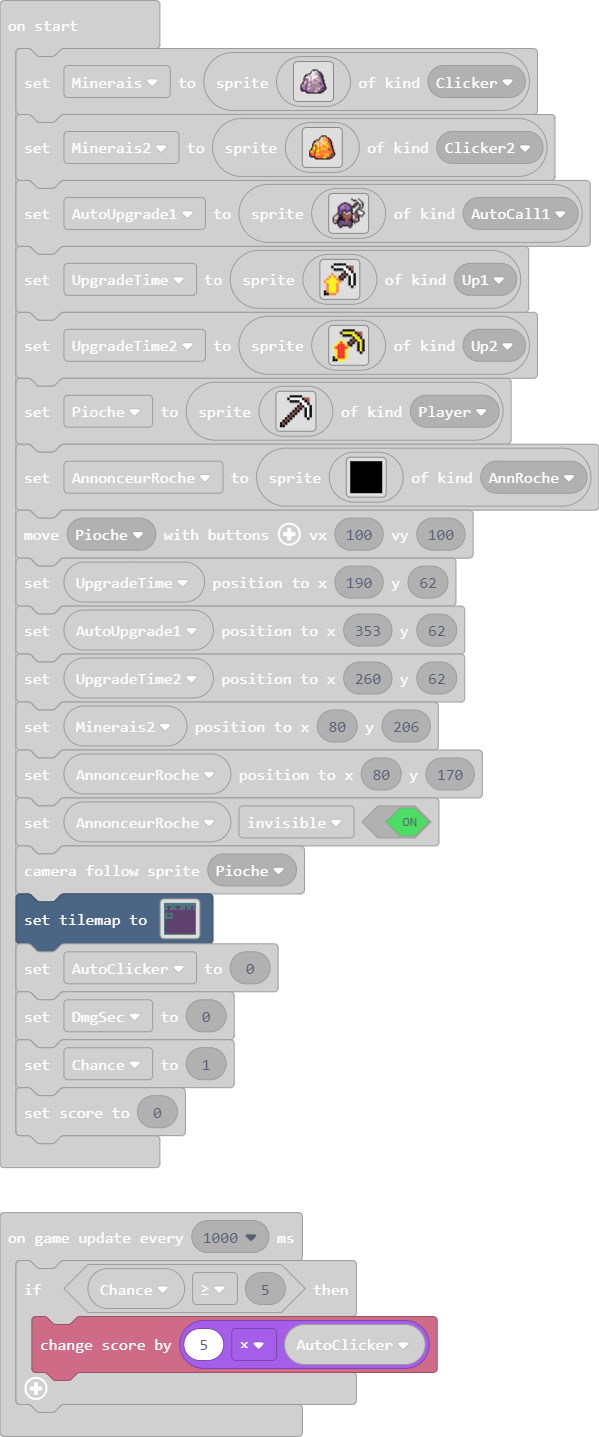 on start
set Minerais to sprite of kind Clicker
set Minerais2 to sprite of kind Clicker2
set AutoUpgrade1 to sprite of kind AutoCall1
set UpgradeTime to sprite of kind Up1
set UpgradeTime2 to sprite of kind Up2
set Pioche to sprite of kind Player
set AnnonceurRoche to sprite of kind AnnRoche
move Pioche with buttons vx 100 vy 100
set UpgradeTime position to x 190 y 62
set AutoUpgrade1 position to x 353 y 62
set UpgradeTime2 position to x 260 y 62
set Minerais2 position to x 80 y 206
set AnnonceurRoche position to x 80 y 170
set AnnonceurRoche invisible ON
camera follow sprite Pioche
set tilemap to
set AutoClicker to 0
set DmgSec to 0
set Chance to 1
set score to 0
on game update every 1000 ms
if Chance ≥ 5 then
change score by 5 × AutoClicker